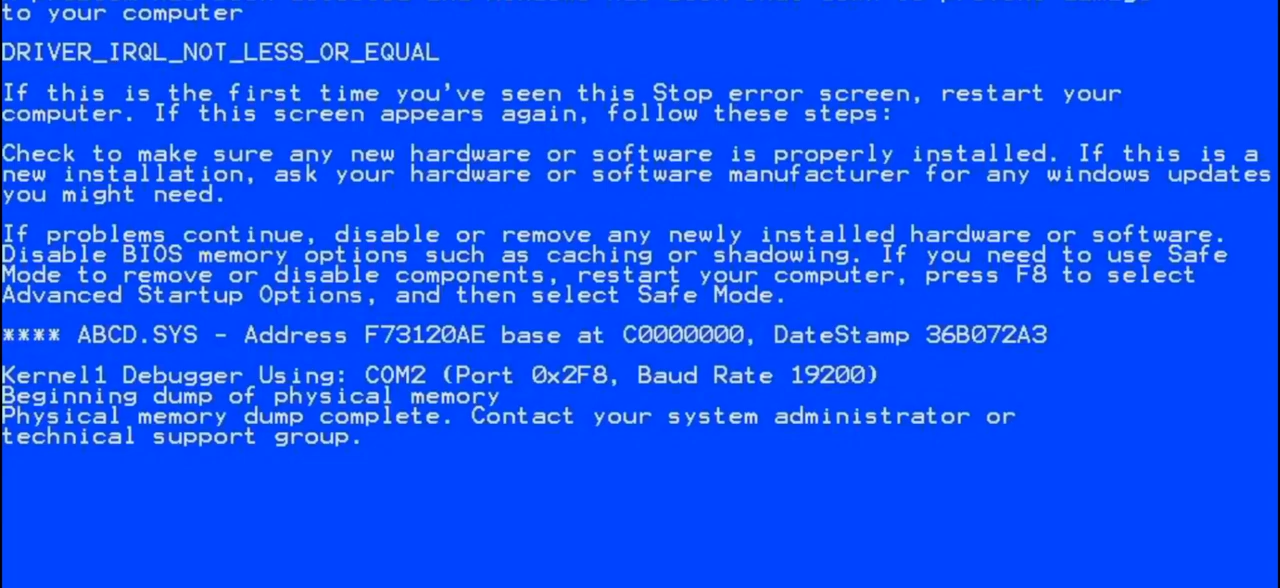 to your computer
DRIVER_IRQL_NOT_LESS_OR_EQUAL
If this is the first time you've seen this Stop error screen, restart your
computer. If this screen appears again, follow these steps:
Check to make sure any new hardware or software is properly installed. If this is a
new installation, ask your hardware or software manufacturer for any windows updates
you might need.
If problems continue, disable or remove any newly installed hardware or software.
Disable BIOS memory options such as caching or shadowing. If you need to use Safe
Mode to remove or disable components, restart your computer, press F8 to select
Advanced Startup Options, and then select Safe Mode.
**** ABCD.SYS - Address F73120AE base at C0000000, DateStamp 36B072A3
Kernel1 Debugger Using: COM2 (Port 0x2F8, Baud Rate 19200)
Beginning dump of physical memory
Physical memory dump complete. Contact your system administrator or
technical support group.